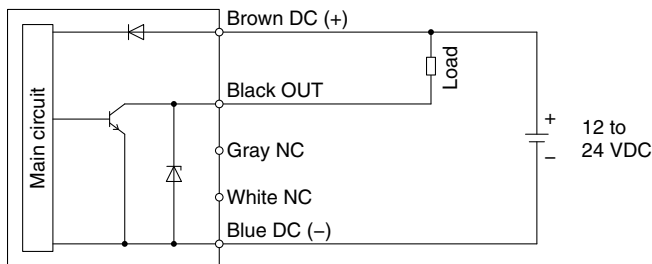 Main circuit
Brown DC (+)
Load
Black OUT
Gray NC
White NC
Blue DC (−)
+
−
12 to
24 VDC